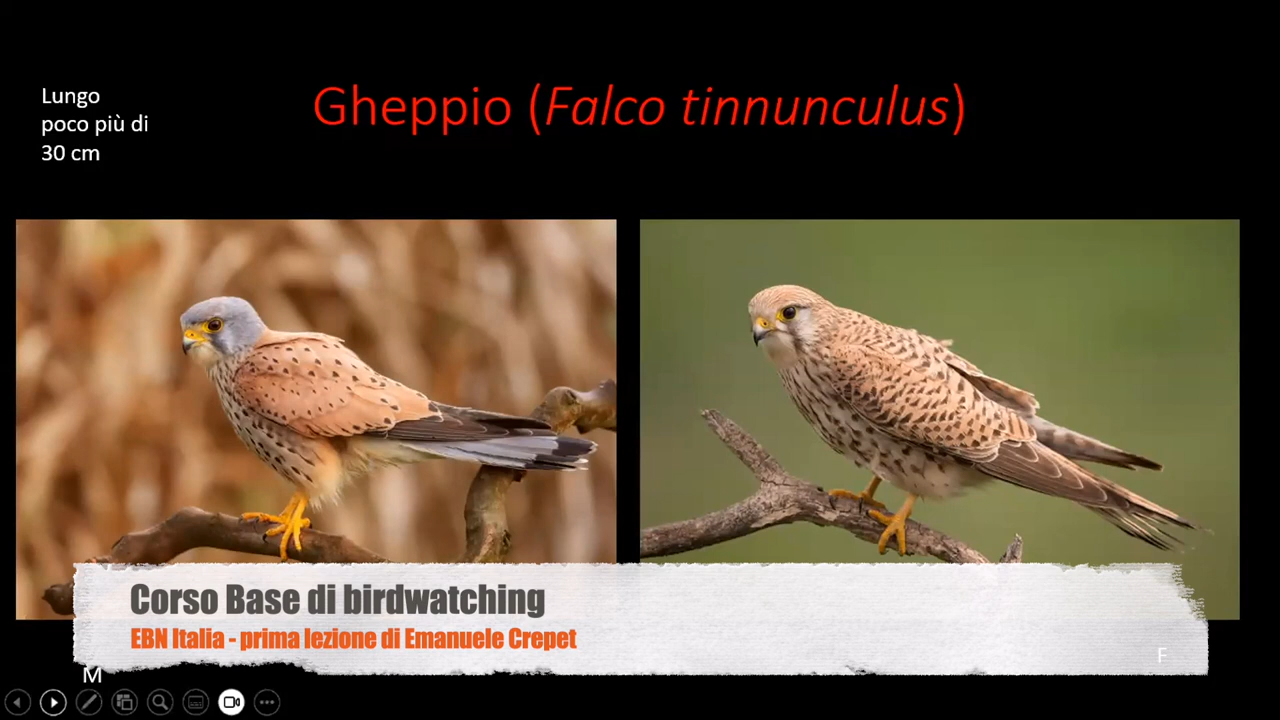 Lungo
poco più di
30 cm
Gheppio (Falco tinnunculus)
Corso Base di birdwatching
EBN Italia - prima lezione di Emanuele Crepet
M
F